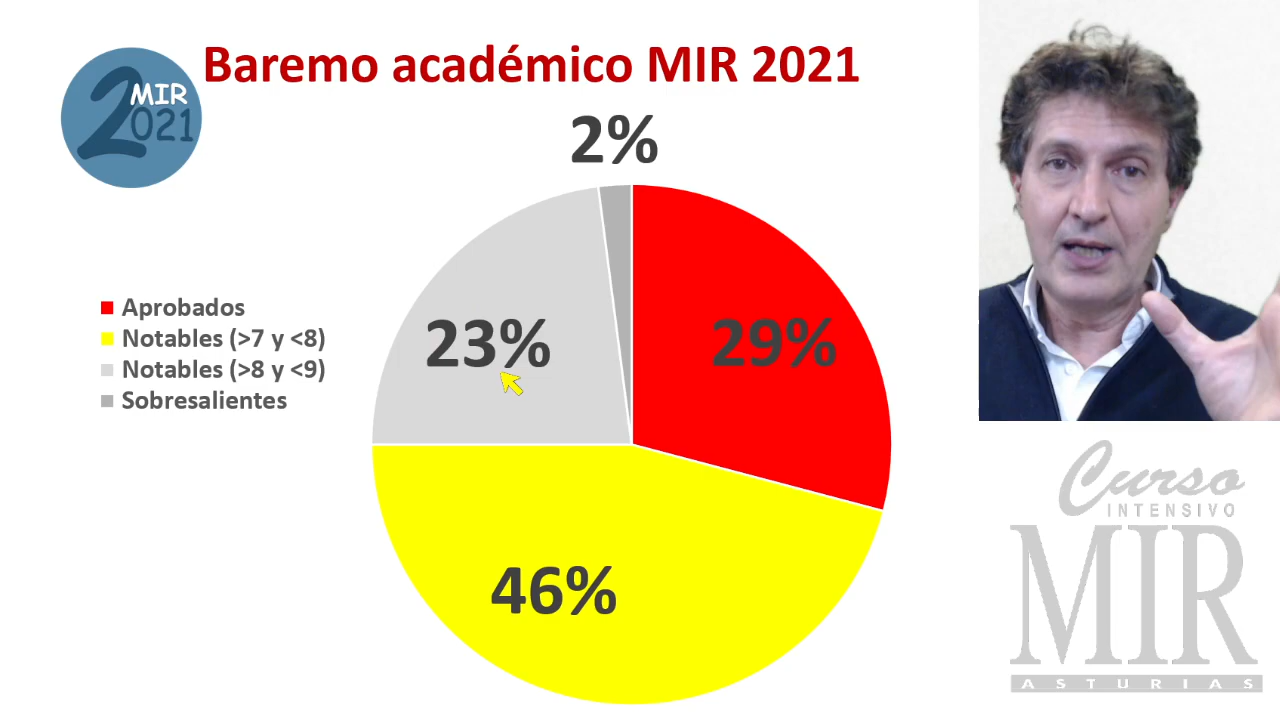 Baremo académico MIR 2021
MIR
2021
2%
Aprobados
Notables (>7 y <8)
Notables (>8 y <9)
Sobresalientes
23%
29%
46%
Curso
INTENSIVO
MIR
ASTURIAS